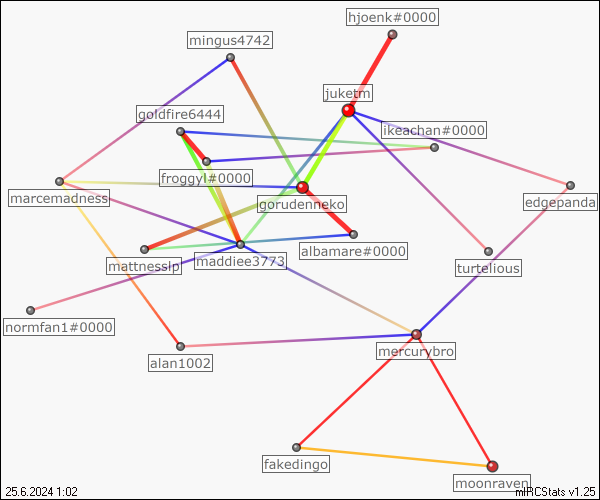 hjoenk#0000
mingus4742
juketm
goldfire6444
ikeachan#0000
froggyl#0000
marcemadness
edgepanda
gorudenneko
albamare#0000
mattnesslp
maddiee3773
turtelious
normfan1#0000
mercurybro
alan1002
fakedingo
moonraven
25.6.2024 1:02
mIRCStats v1.25